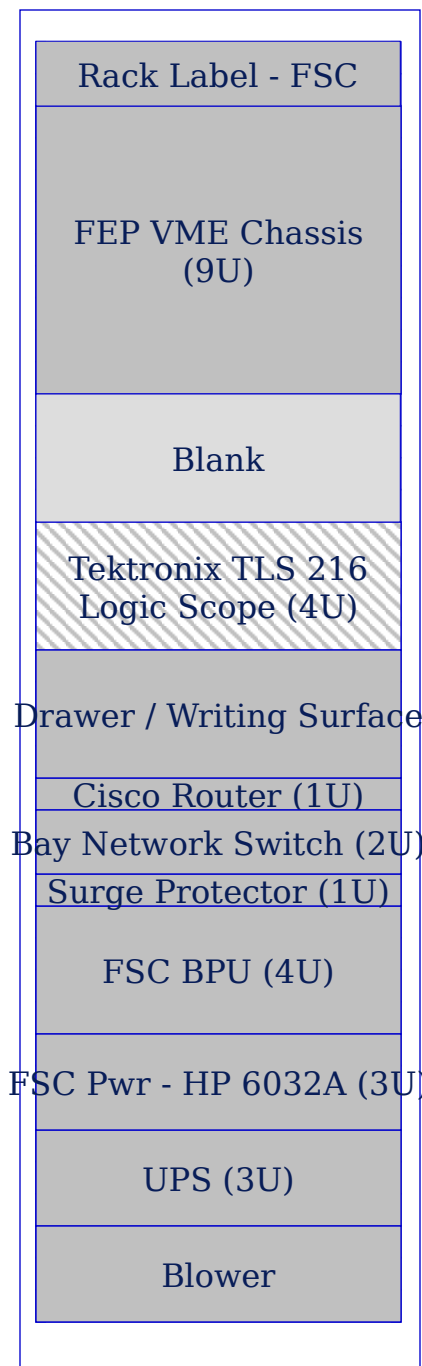 Rack Label - FSC
FEP VME Chassis
(9U)
Blank
Tektronix TLS 216
Logic Scope (4U)
Drawer / Writing Surface
Cisco Router (1U)
Bay Network Switch (2U)
Surge Protector (1U)
FSC BPU (4U)
FSC Pwr - HP 6032A (3U)
UPS (3U)
Blower